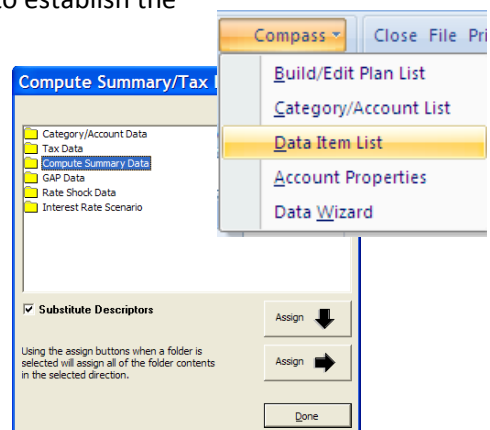 to establish the
Compass Close File Pri
Build/Edit Plan List
Category/Account List
Data Item List
Account Properties
Data Wizard
Compute Summary/Tax
Category/Account Data
Tax Data
Compute Summary Data
GAP Data
Rate Shock Data
Interest Rate Scenario
Substitute Descriptors
Assign
Using the assign buttons when a folder is
selected will assign all of the folder contents
in the selected direction.
Assign
Done